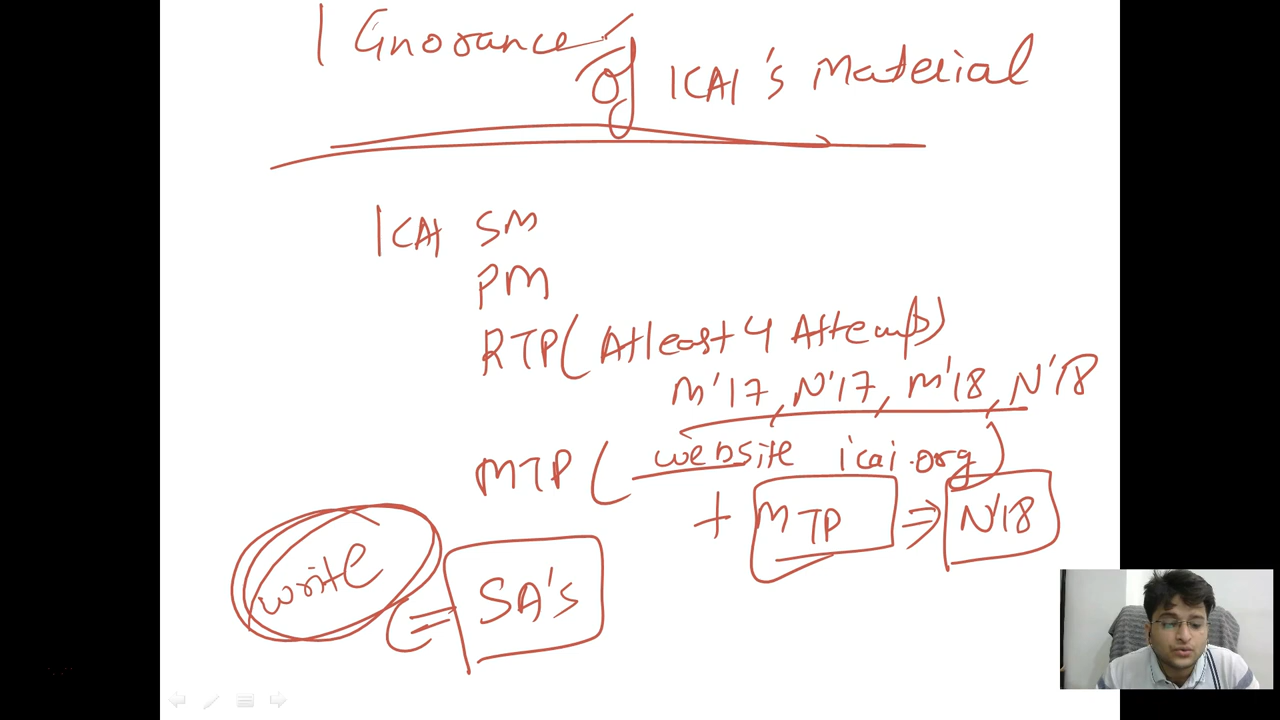 Ignorance
of ICAI's Material
ICAI SM
PM
RTP (Atleast 4 Attempts)
M'17, N'17, M'18, N'18
MTP (website icai.org)
+ MTP ⇒ N'18
write ⇐ SA's